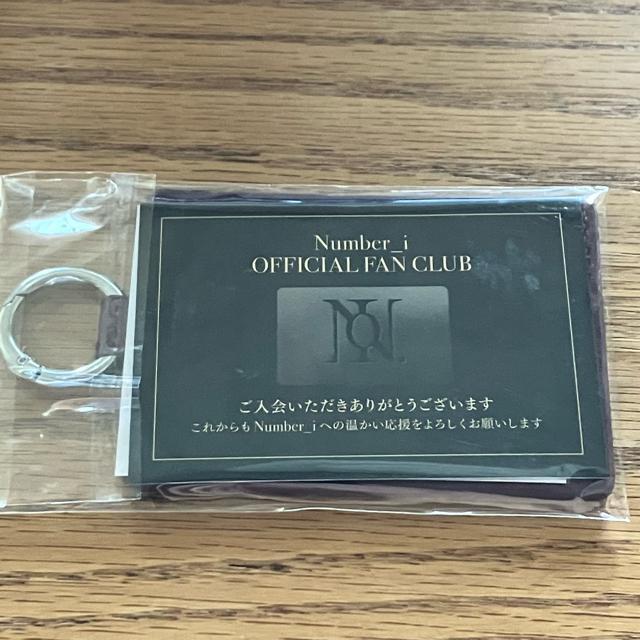 Number_i
OFFICIAL FAN CLUB
NOI
ご入会いただきありがとうございます
これからもNumber_iへの温かい応援をよろしくお願いします